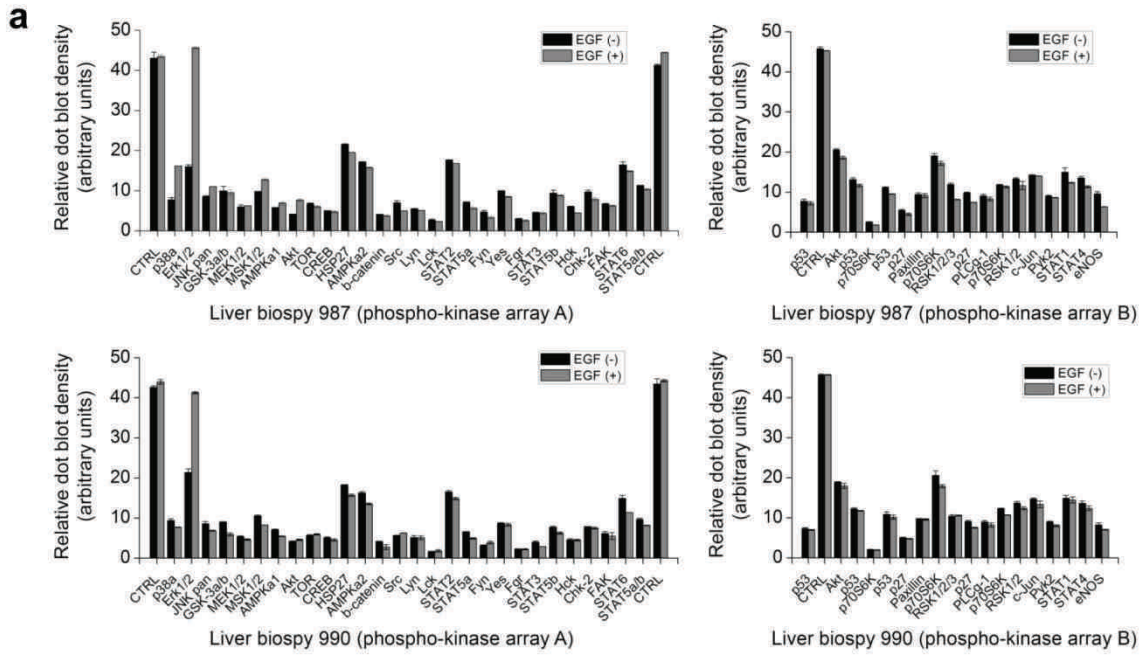 a
Relative dot blot density
(arbitrary units)
50
40
30
20
10
0
EGF (-)
EGF (+)
CTRL p38a Erk1/2 JNK pan GSK-3a/b MEK1/2 MSK1/2 AMPKa1 Akt TOR CREB HSP27 AMPKa2 b-catenin Src Lyn Lck STAT2 STAT5a Fyn Yes Fgr STAT3 STAT5b Hck Chk-2 FAK STAT6 STAT5a/b CTRL
Liver biospy 987 (phospho-kinase array A)
Relative dot blot density
(arbitrary units)
50
40
30
20
10
0
EGF (-)
EGF (+)
p53 CTRL Akt p53 p70S6K p53 p27 Paxilin p70S6K RSK1/2/3 p27 PLCg-1 p70S6K RSK1/2 c-Jun Pyk2 STAT1 STAT4 eNOS
Liver biospy 987 (phospho-kinase array B)
Relative dot blot density
(arbitrary units)
50
40
30
20
10
0
EGF (-)
EGF (+)
CTRL p38a Erk1/2 JNK pan GSK-3a/b MEK1/2 MSK1/2 AMPKa1 Akt TOR CREB HSP27 AMPKa2 b-catenin Src Lyn Lck STAT2 STAT5a Fyn Yes Fgr STAT3 STAT5b Hck Chk-2 FAK STAT6 STAT5a/b CTRL
Liver biospy 990 (phospho-kinase array A)
Relative dot blot density
(arbitrary units)
50
40
30
20
10
0
EGF (-)
EGF (+)
p53 CTRL Akt p53 p70S6K p53 p27 Paxilin p70S6K RSK1/2/3 p27 PLCg-1 p70S6K RSK1/2 c-Jun Pyk2 STAT1 STAT4 eNOS
Liver biospy 990 (phospho-kinase array B)